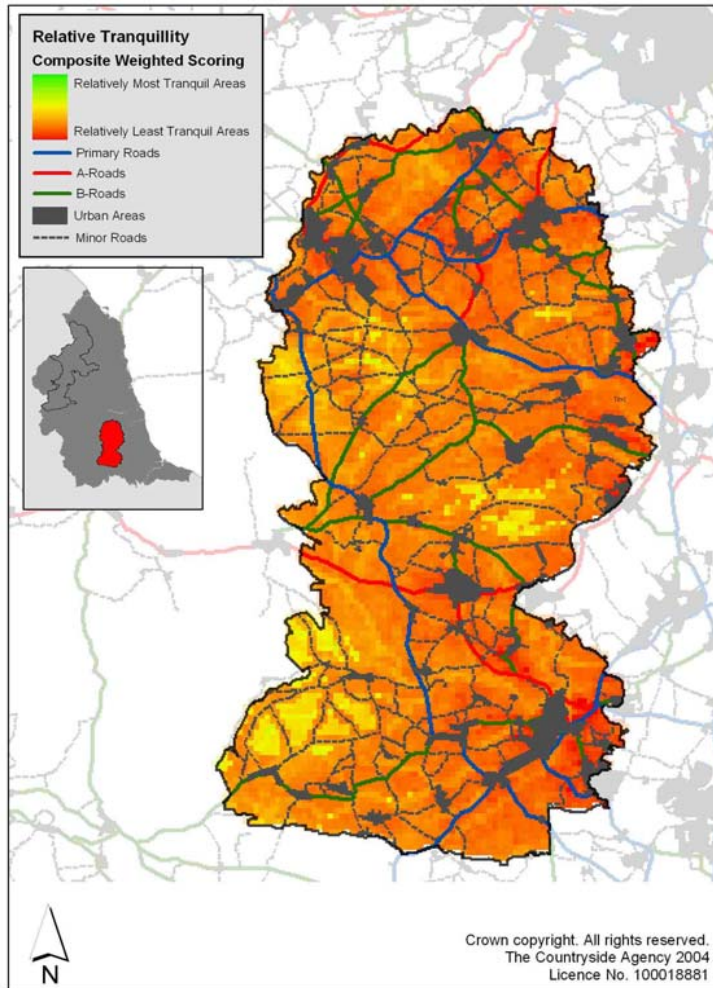 Relative Tranquillity
Composite Weighted Scoring
Relatively Most Tranquil Areas
Relatively Least Tranquil Areas
Primary Roads
A-Roads
B-Roads
Urban Areas
Minor Roads
N
Crown copyright. All rights reserved.
The Countryside Agency 2004
Licence No. 100018881